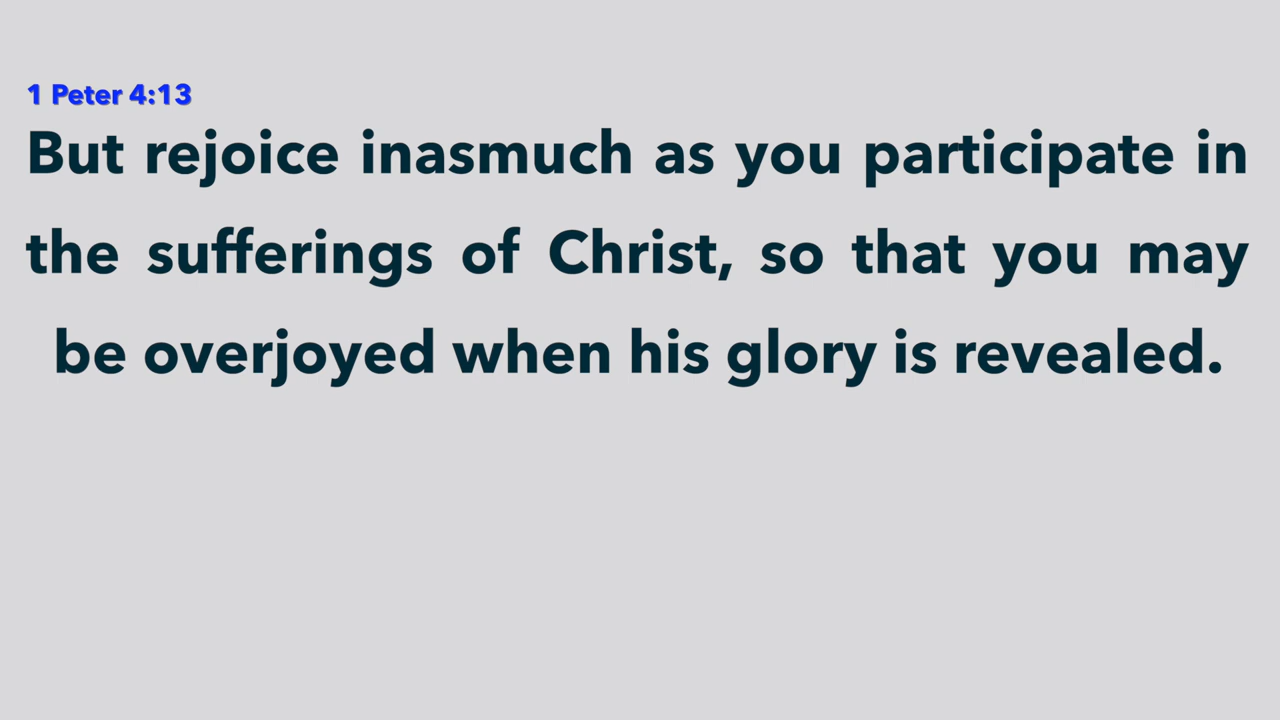 1 Peter 4:13
But rejoice inasmuch as you participate in
the sufferings of Christ, so that you may
be overjoyed when his glory is revealed.